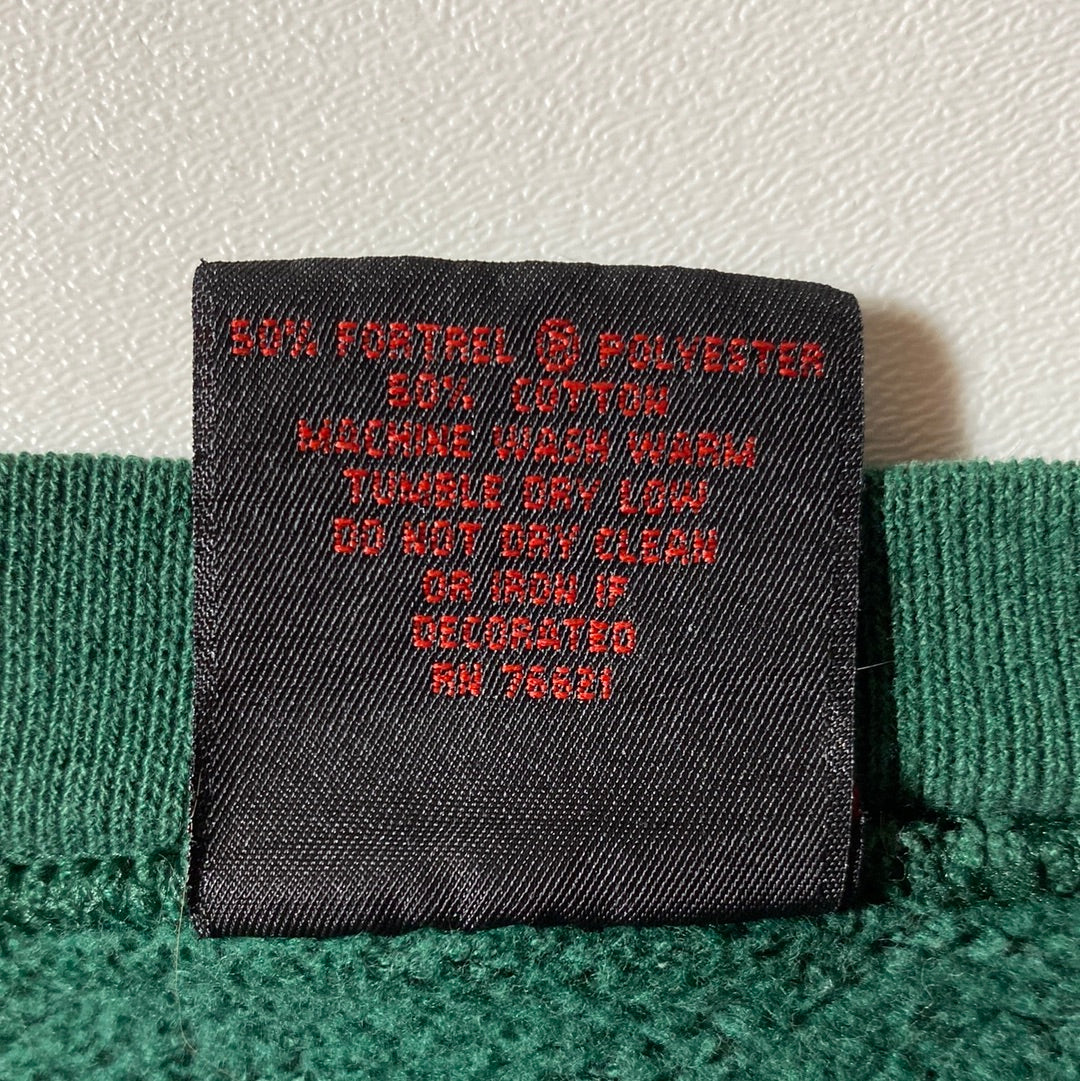 50% FORTREL ® POLYESTER
50% COTTON
MACHINE WASH WARM
TUMBLE DRY LOW
DO NOT DRY CLEAN
OR IRON IF
DECORATED
RN 76621